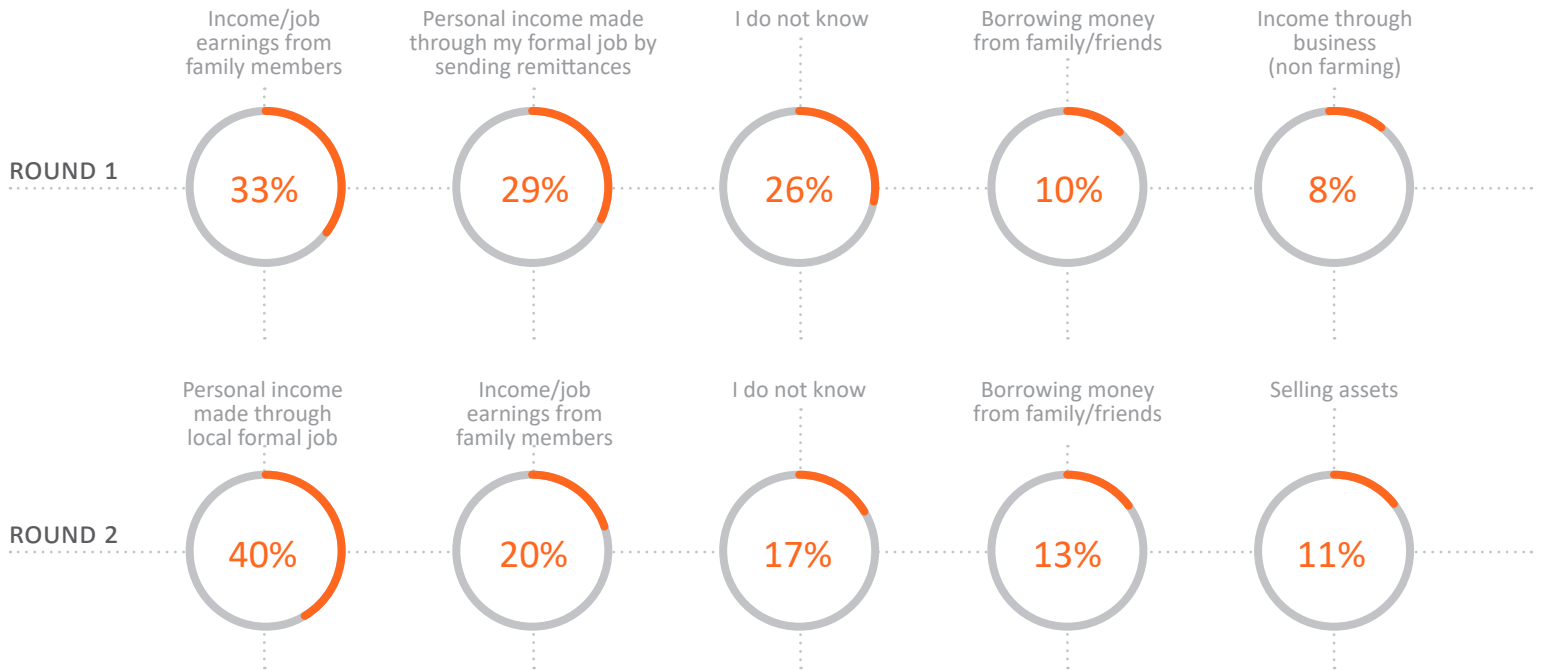 Income/job
earnings from
family members
Personal income made
through my formal job by
sending remittances
I do not know
Borrowing money
from family/friends
Income through
business
(non farming)
ROUND 1
33%
29%
26%
10%
8%
Personal income
made through
local formal job
Income/job
earnings from
family members
I do not know
Borrowing money
from family/friends
Selling assets
ROUND 2
40%
20%
17%
13%
11%